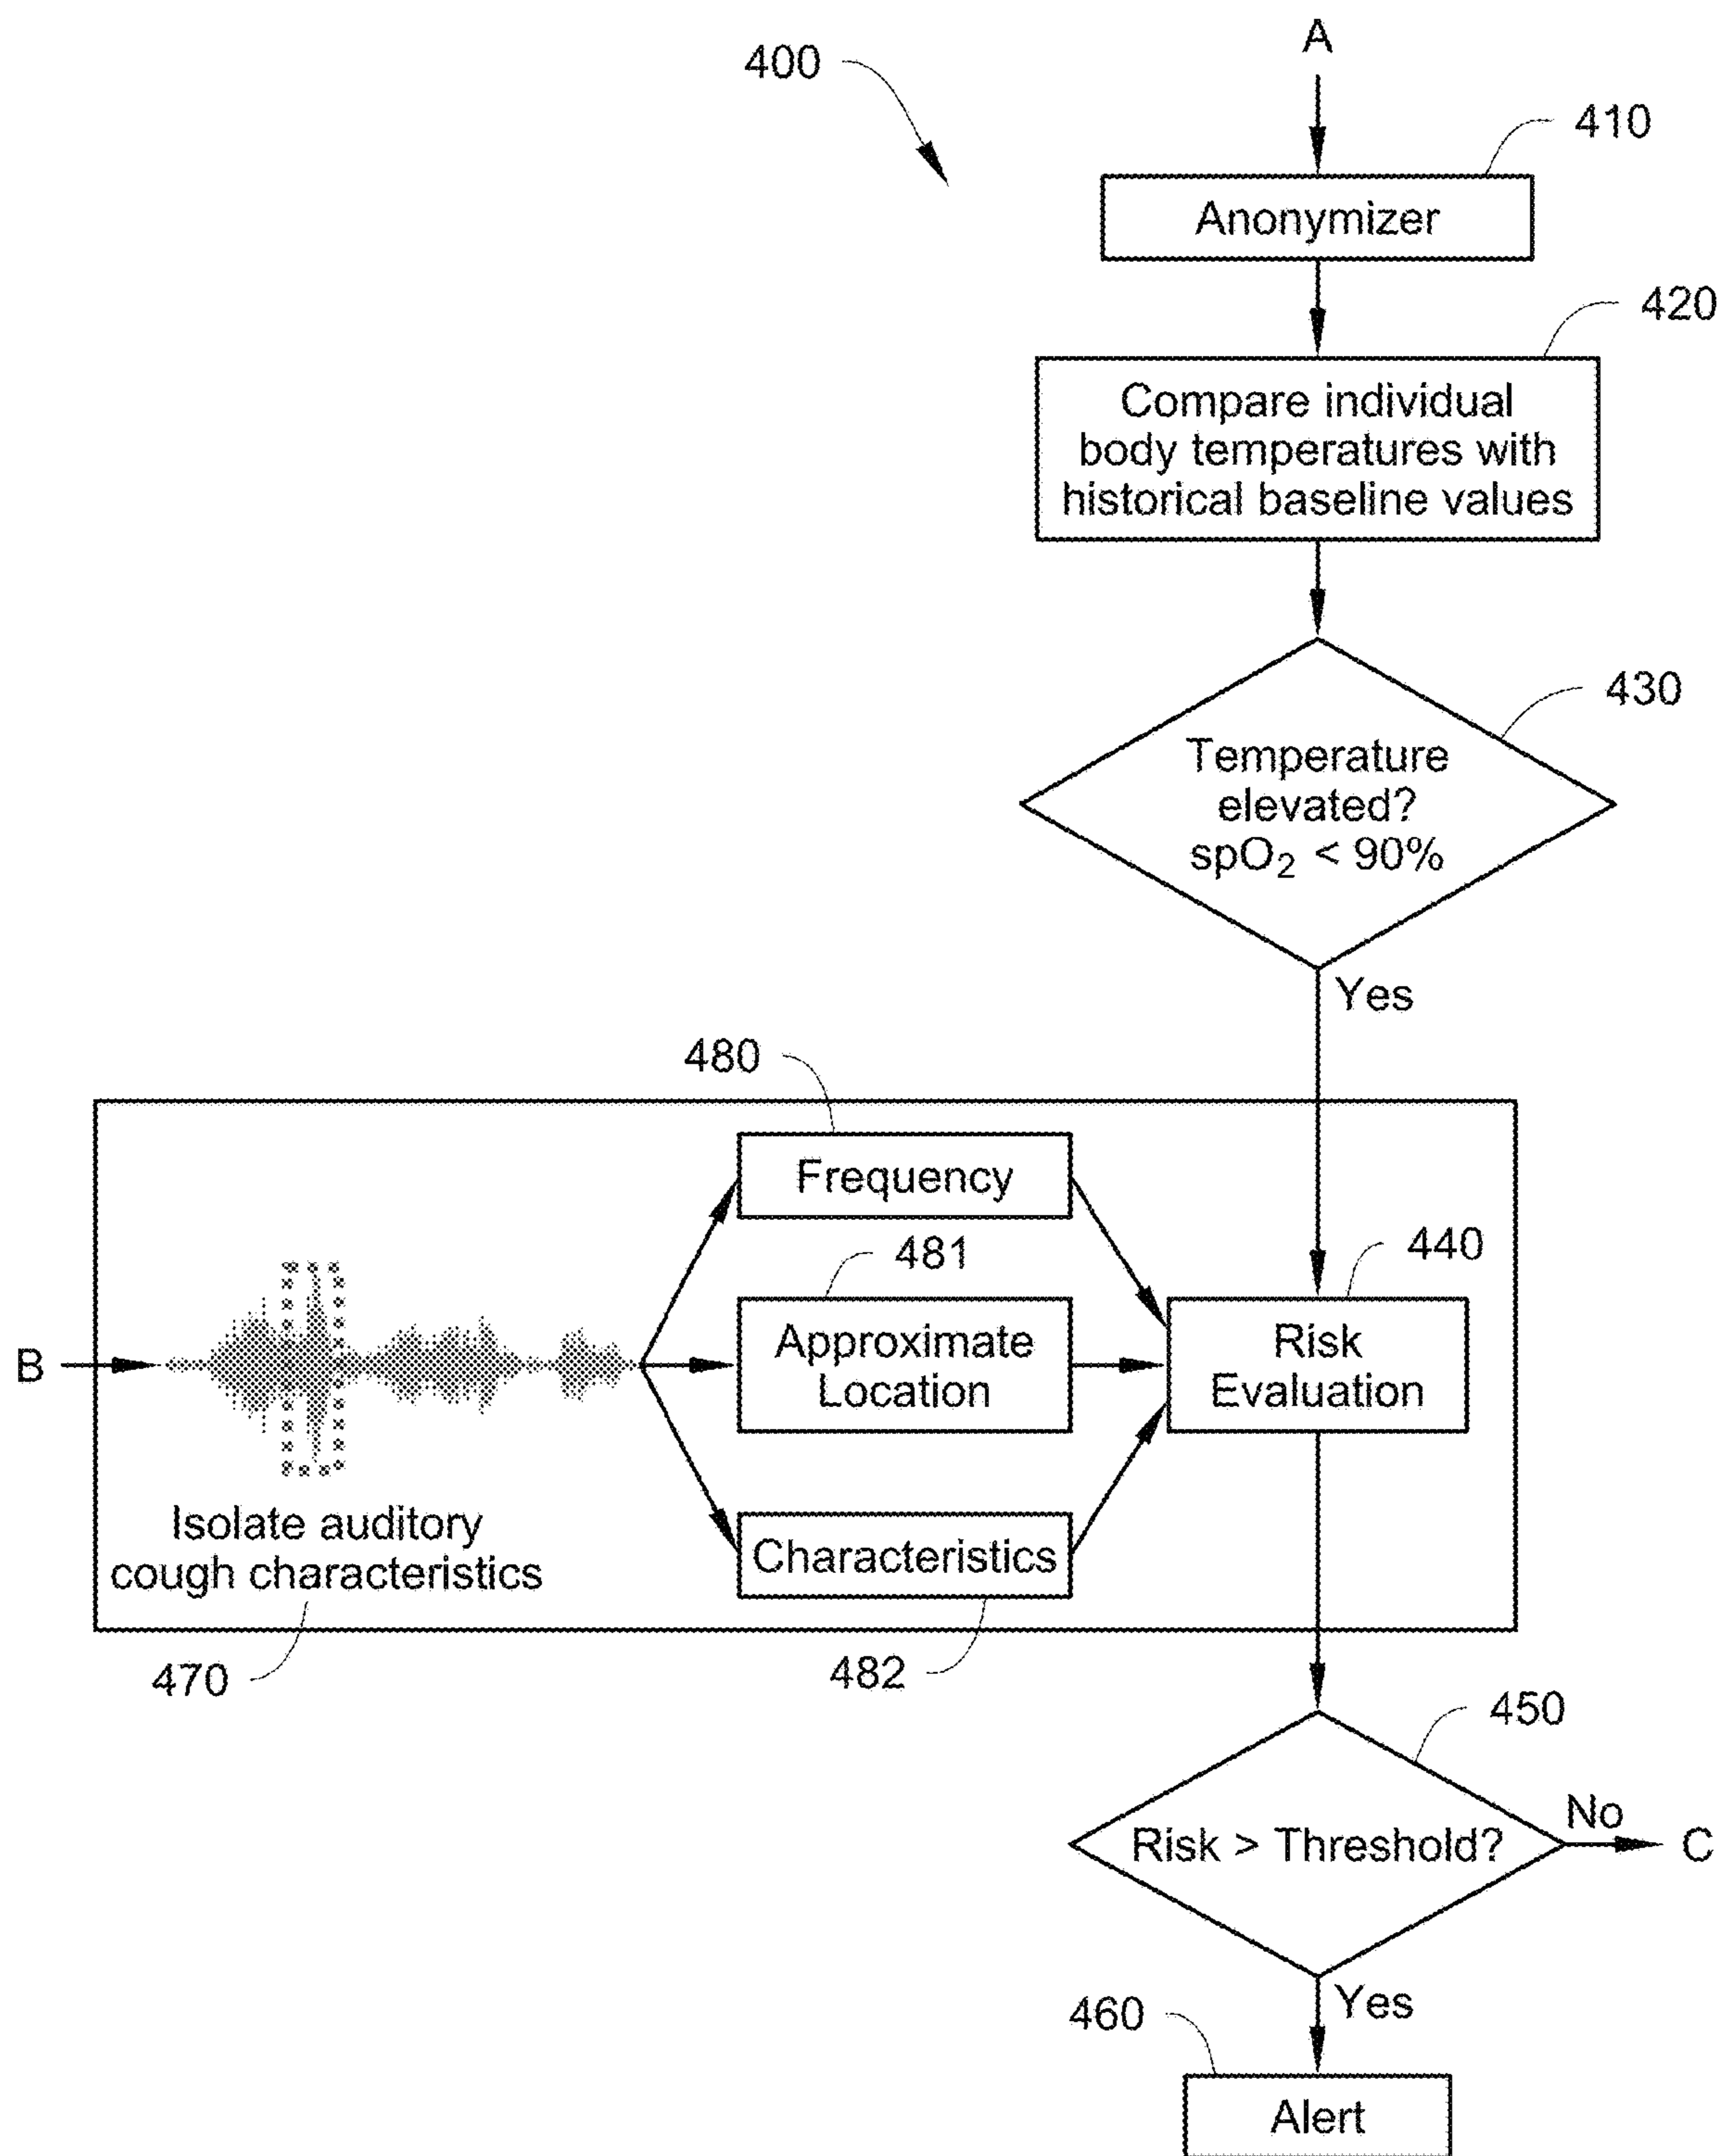 A
400
410
Anonymizer
420
Compare individual
body temperatures with
historical baseline values
430
Temperature
elevated?
spO₂ < 90%
Yes
480
Frequency
481
440
Approximate
Location
Risk
Evaluation
B
Isolate auditory
cough characteristics
Characteristics
470
482
450
Risk > Threshold?
No
C
Yes
460
Alert